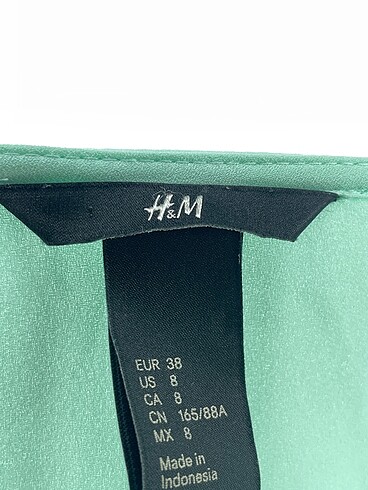 H&M
EUR 38
US 8
CA 8
CN 165/88A
MX 8
Made in
Indonesia